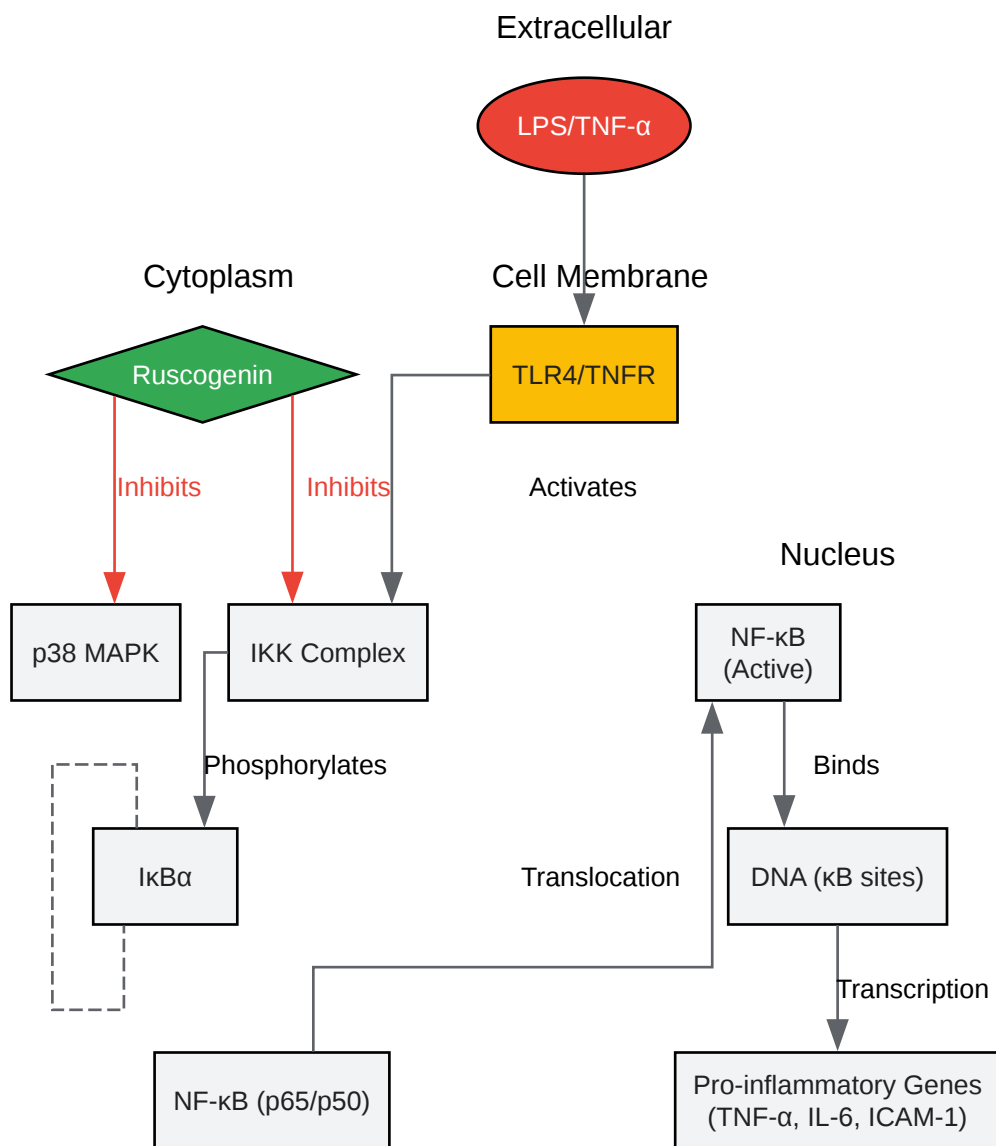 Extracellular
LPS/TNF-α
Cytoplasm
Cell Membrane
Ruscogenin
TLR4/TNFR
Inhibits
Inhibits
Activates
Nucleus
p38 MAPK
IKK Complex
NF-κB
(Active)
Phosphorylates
Binds
IκBα
Translocation
DNA (κB sites)
Transcription
NF-κB (p65/p50)
Pro-inflammatory Genes
(TNF-α, IL-6, ICAM-1)